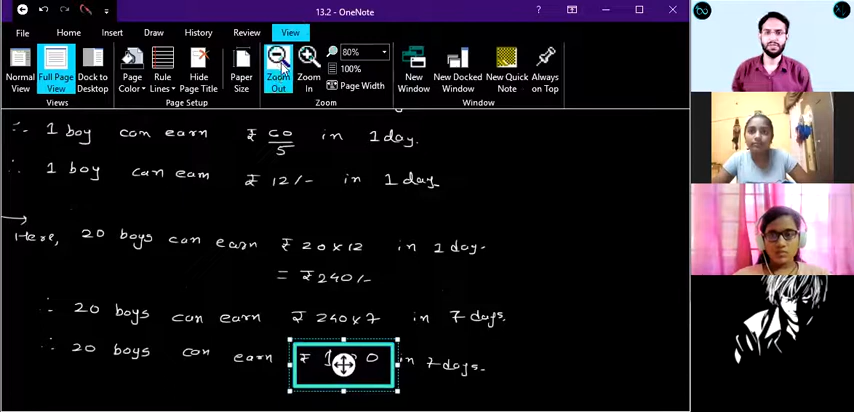 13.2 - OneNote
?
File Home Insert Draw History Review View
Normal View Full Page View Dock to Desktop Page Color Rule Lines Hide Page Title Paper Size Zoom Out Zoom In 80% 100% Page Width New Window New Docked Window New Quick Note Always on Top
Views Page Setup Zoom Window
∴ 1 boy can earn ₹ 60/5 in 1 day.
∴ 1 boy can earn ₹ 12/- in 1 day
Here, 20 boys can earn ₹ 20×12 in 1 day.
= ₹ 240/-
∴ 20 boys can earn ₹ 240×7 in 7 days.
∴ 20 boys can earn ₹ in 7 days.